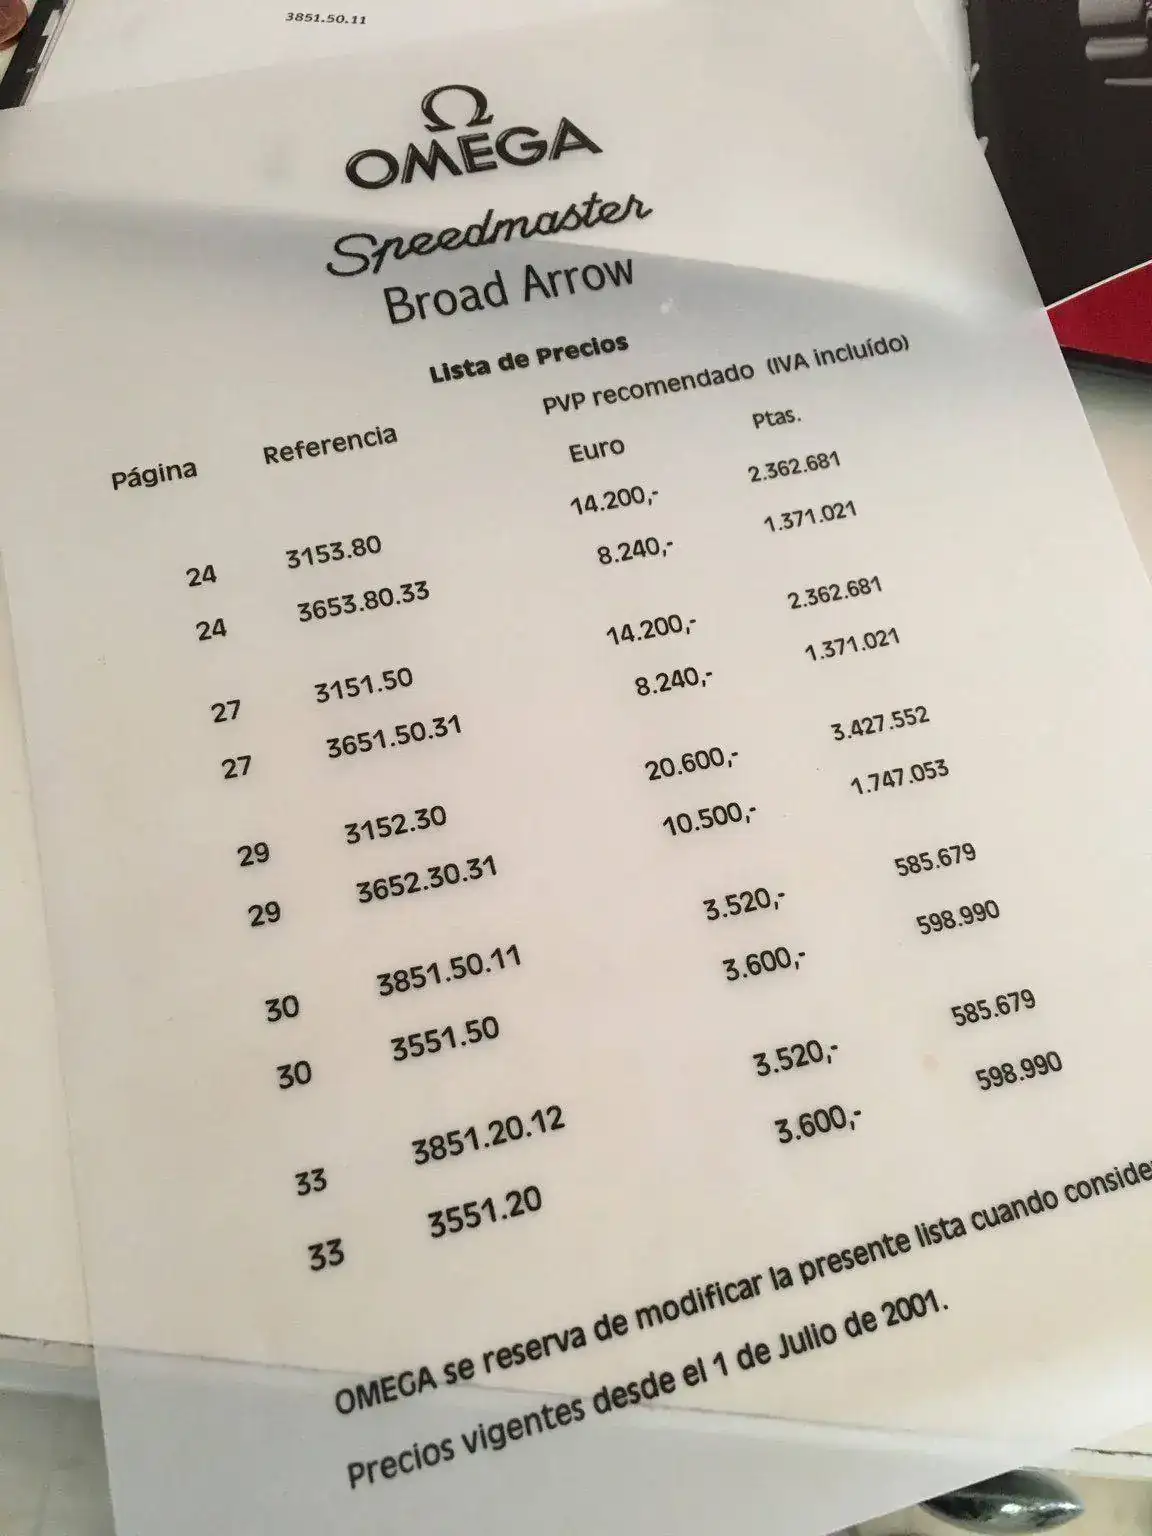 3851.50.11
Ω
OMEGA
Speedmaster
Broad Arrow
Lista de Precios
PVP recomendado (IVA incluído)
Página Referencia Euro Ptas.
24 3153.80 14.200,- 2.362.681
24 3653.80.33 8.240,- 1.371.021
27 3151.50 14.200,- 2.362.681
27 3651.50.31 8.240,- 1.371.021
29 3152.30 20.600,- 3.427.552
29 3652.30.31 10.500,- 1.747.053
30 3851.50.11 3.520,- 585.679
30 3551.50 3.600,- 598.990
33 3851.20.12 3.520,- 585.679
33 3551.20 3.600,- 598.990
OMEGA se reserva de modificar la presente lista cuando
Precios vigentes desde el 1 de Julio de 2001.